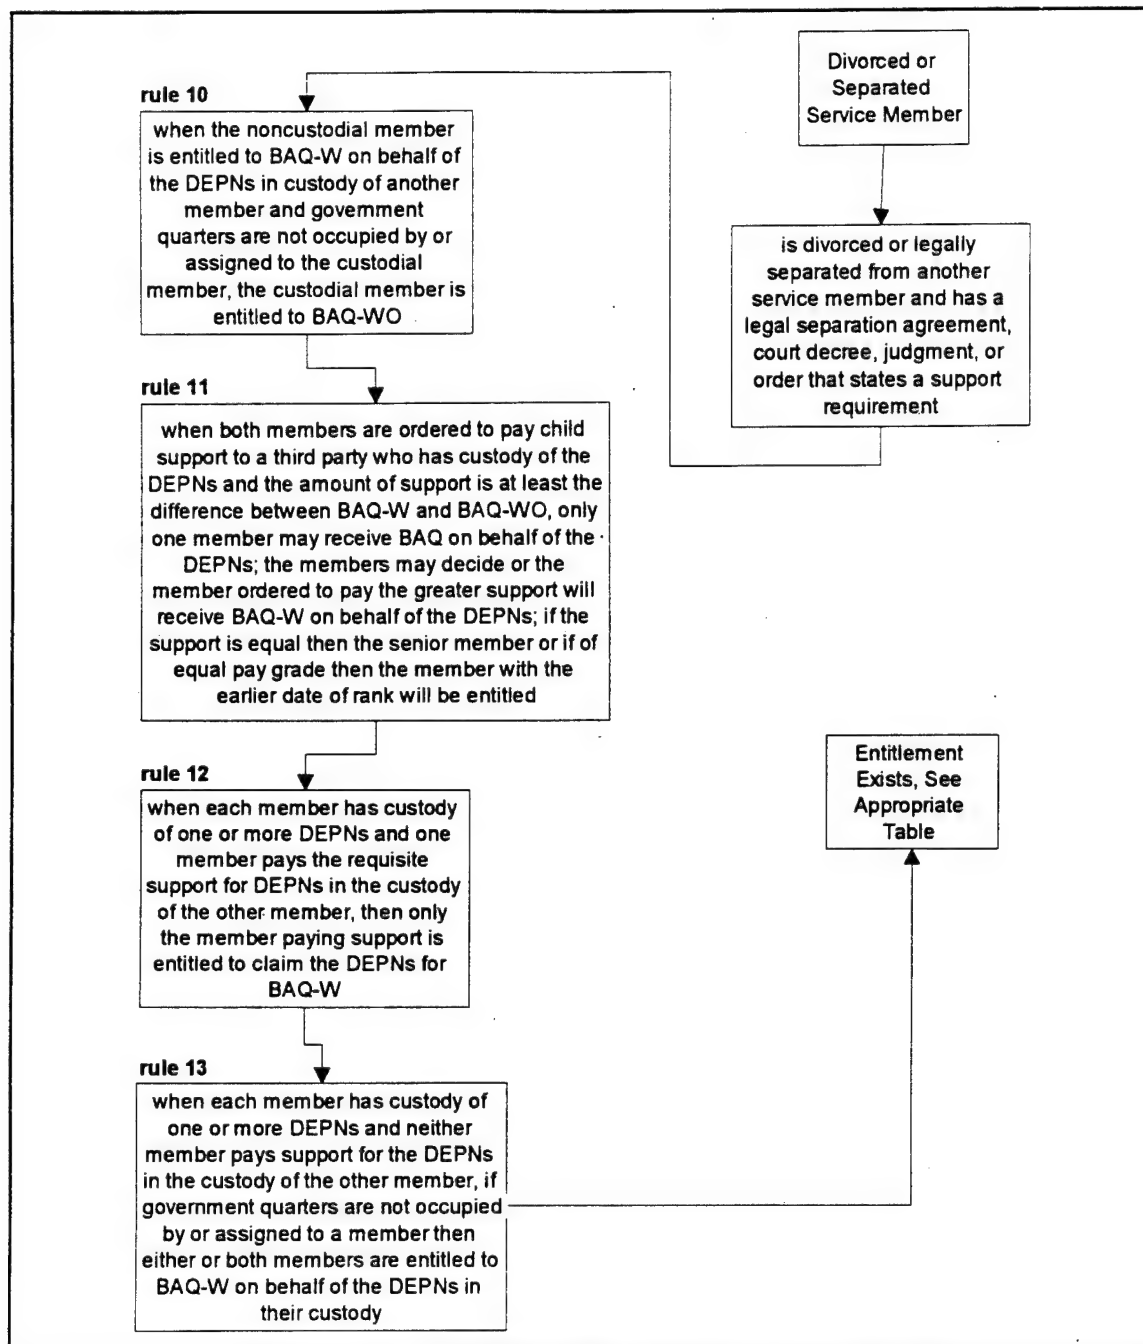 Divorced or
Separated
Service Member
is divorced or legally
separated from another
service member and has a
legal separation agreement,
court decree, judgment, or
order that states a support
requirement
rule 10
when the noncustodial member
is entitled to BAQ-W on behalf of
the DEPNs in custody of another
member and government
quarters are not occupied by or
assigned to the custodial
member, the custodial member is
entitled to BAQ-WO
rule 11
when both members are ordered to pay child
support to a third party who has custody of the
DEPNs and the amount of support is at least the
difference between BAQ-W and BAQ-WO, only
one member may receive BAQ on behalf of the
DEPNs; the members may decide or the
member ordered to pay the greater support will
receive BAQ-W on behalf of the DEPNs; if the
support is equal then the senior member or if of
equal pay grade then the member with the
earlier date of rank will be entitled
rule 12
when each member has custody
of one or more DEPNs and one
member pays the requisite
support for DEPNs in the custody
of the other member, then only
the member paying support is
entitled to claim the DEPNs for
BAQ-W
rule 13
when each member has custody of
one or more DEPNs and neither
member pays support for the DEPNs
in the custody of the other member, if
government quarters are not occupied
by or assigned to a member then
either or both members are entitled to
BAQ-W on behalf of the DEPNs in
their custody
Entitlement
Exists, See
Appropriate
Table